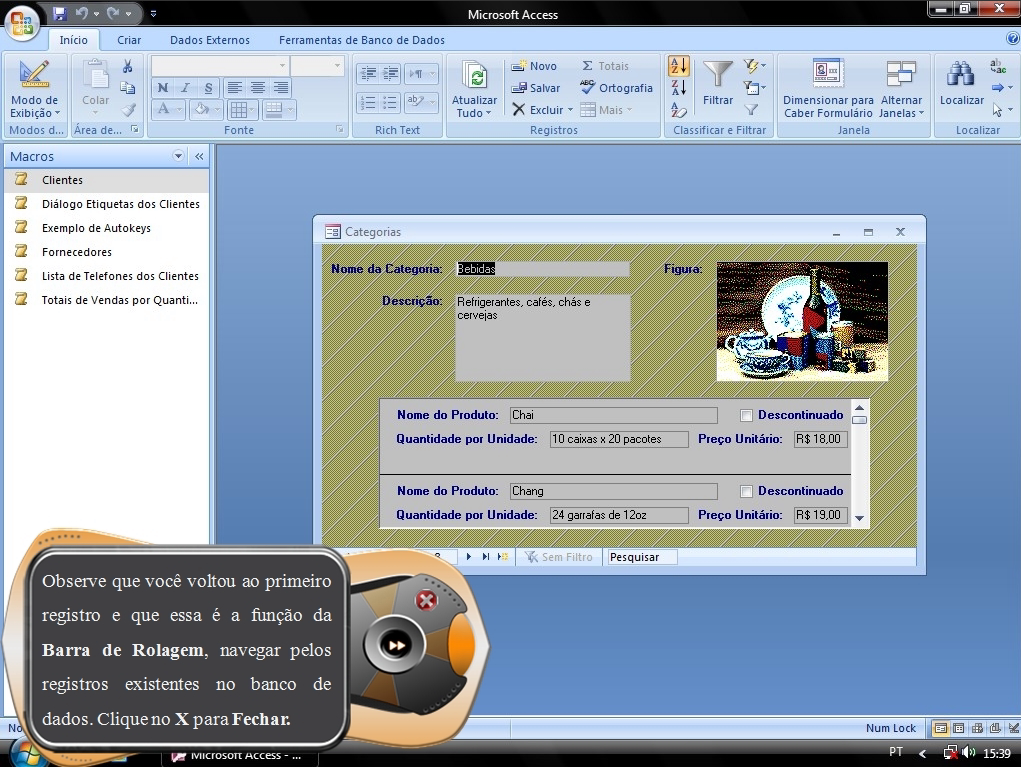 Microsoft Access
Início Criar Dados Externos Ferramentas de Banco de Dados
Modo de Exibição
Modos d...
Colar
Área de...
N I S
A
Fonte
ab
Rich Text
Atualizar Tudo
Novo
Salvar
Excluir
Totais
Ortografia
Mais
Registros
Filtrar
Classificar e Filtrar
Dimensionar para Caber Formulário
Alternar Janelas
Janela
Localizar
Localizar
Macros
Clientes
Diálogo Etiquetas dos Clientes
Exemplo de Autokeys
Fornecedores
Lista de Telefones dos Clientes
Totais de Vendas por Quanti...
Categorias
Nome da Categoria: Bebidas Figura:
Descrição: Refrigerantes, cafés, chás e
cervejas
Nome do Produto: Chai Descontinuado
Quantidade por Unidade: 10 caixas x 20 pacotes Preço Unitário: R$ 18,00
Nome do Produto: Chang Descontinuado
Quantidade por Unidade: 24 garrafas de 12oz Preço Unitário: R$ 19,00
Sem Filtro Pesquisar
Observe que você voltou ao primeiro
registro e que essa é a função da
Barra de Rolagem, navegar pelos
registros existentes no banco de
dados. Clique no X para Fechar.
Num Lock
Microsoft Access - ...
PT 15:39